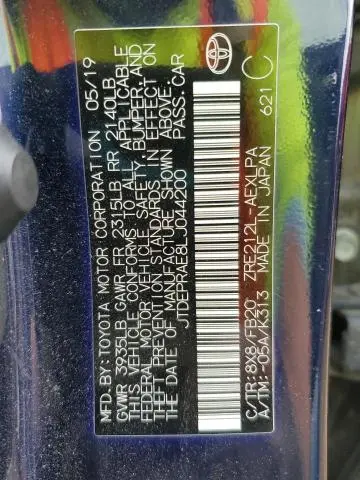 MFD.BY:TOYOTA MOTOR CORPORATION 05/19
GVWR 3935LB GAWR FR 2315LB RR 2140LB
THIS VEHICLE CONFORMS TO ALL APPLICABLE
FEDERAL MOTOR VEHICLE SAFETY, BUMPER, AND
THEFT PREVENTION STANDARDS IN EFFECT ON
THE DATE OF MANUFACTURE SHOWN ABOVE.
JTDEPRAE8LJ044200 PASS.CAR
C/TR:8X8/FB20 ZRE212L-AEXLPA
A/TM:-05A/K313 MADE IN JAPAN 621
C
TOYOTA